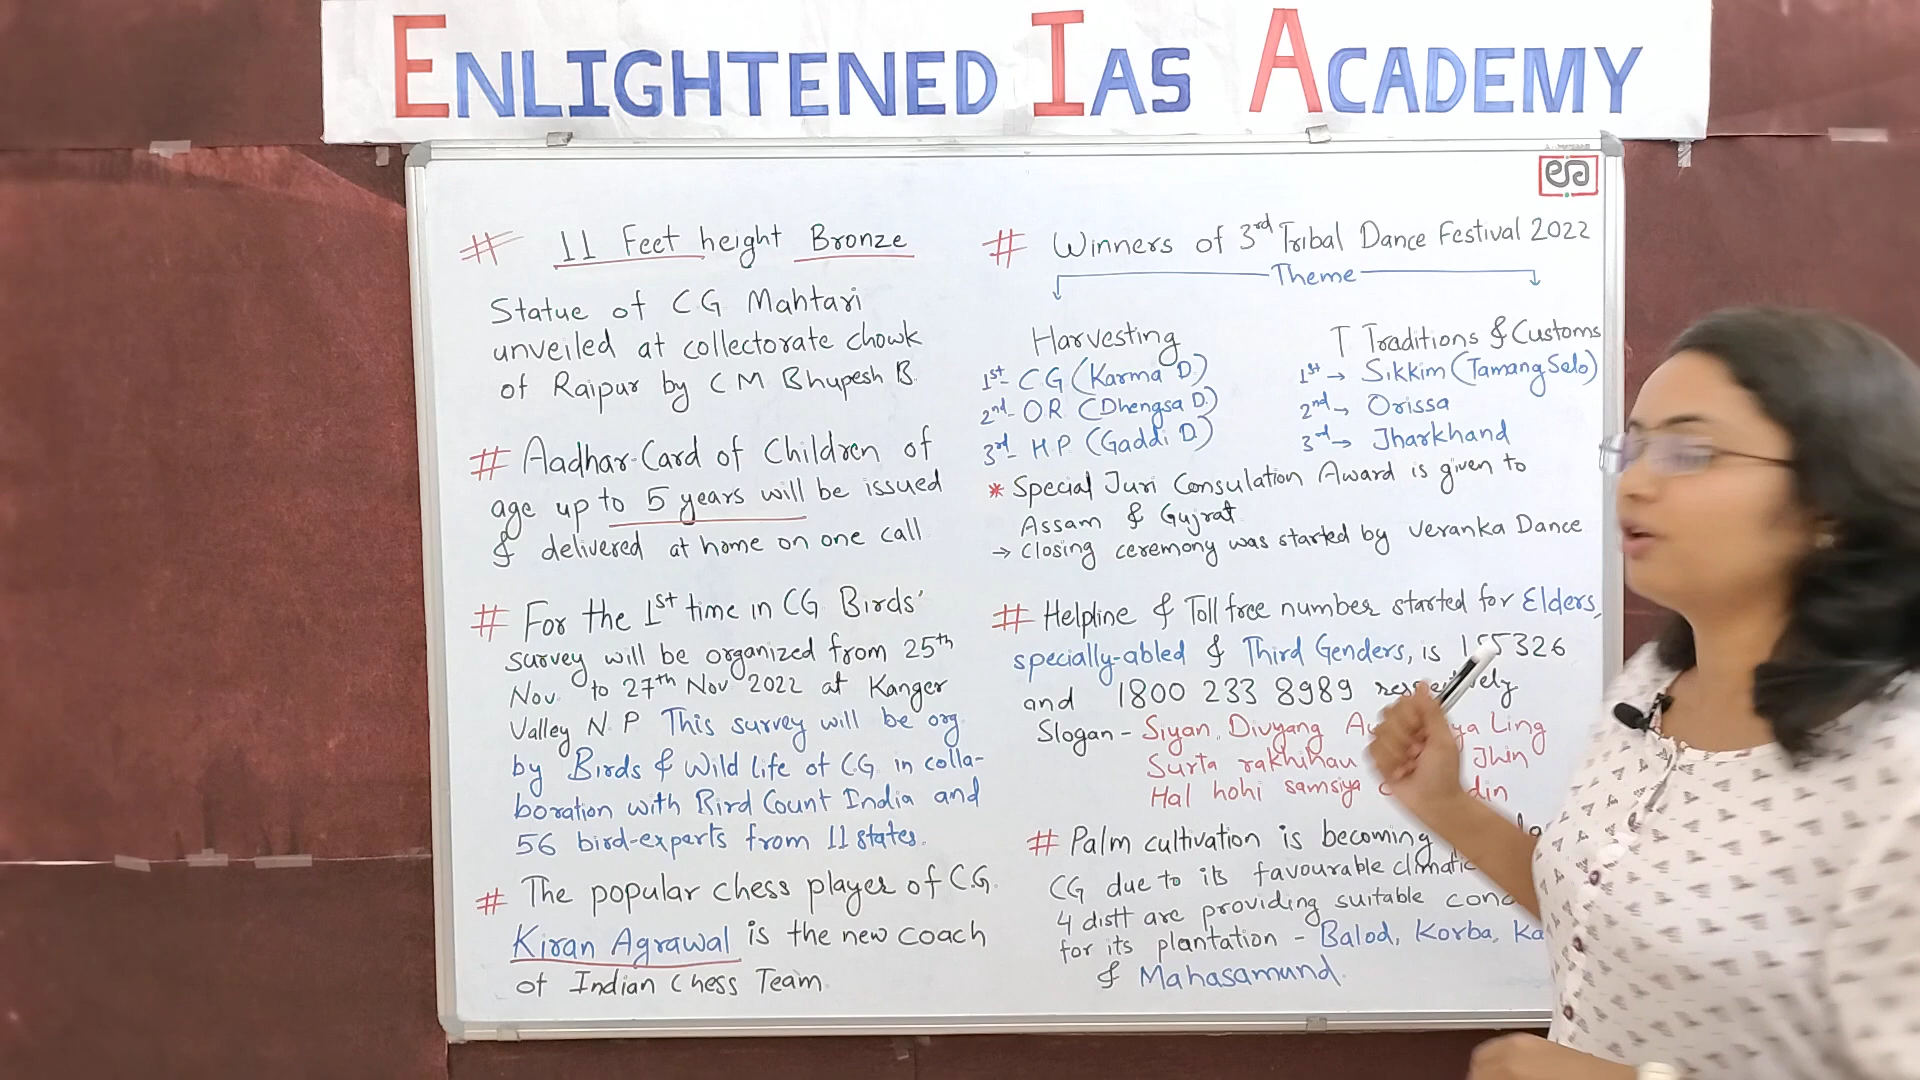 ENLIGHTENED IAS ACADEMY
# 11 Feet height Bronze
Statue of CG Mahtari
unveiled at collectorate chowk
of Raipur by CM Bhupesh B.
# Aadhar-Card of Children of
age up to 5 years will be issued
& delivered at home on one call
# For the 1st time in CG Birds'
survey will be organized from 25th
Nov. to 27th Nov 2022 at Kanger
Valley N.P This survey will be org.
by Birds & Wild life of CG in colla-
boration with Bird Count India and
56 bird-experts from 11 states.
# The popular chess player of C.G.
Kiran Agrawal is the new coach
of Indian Chess Team
# Winners of 3rd Tribal Dance Festival 2022
Theme
Harvesting
1st- CG (Karma D.)
2nd- OR (Dhengsa D.)
3rd- H.P (Gaddi D.)
T Traditions & Customs
1st → Sikkim (Tamang Selo)
2nd → Orissa
3rd → Jharkhand
* Special Juri Consulation Award is given to
Assam & Gujrat
→ Closing ceremony was started by Veranka Dance
# Helpline & Toll free number started for Elders,
specially-abled & Third Genders, is 155326
and 1800 233 8989 respectively
Slogan - Siyan, Divyang Ling
Surta rakhihau Jhin
Hal hohi samsiya din
# Palm cultivation is becoming
CG due to its favourable
4 distt are providing suitable
for its plantation - Balod, Korba,
& Mahasamund.